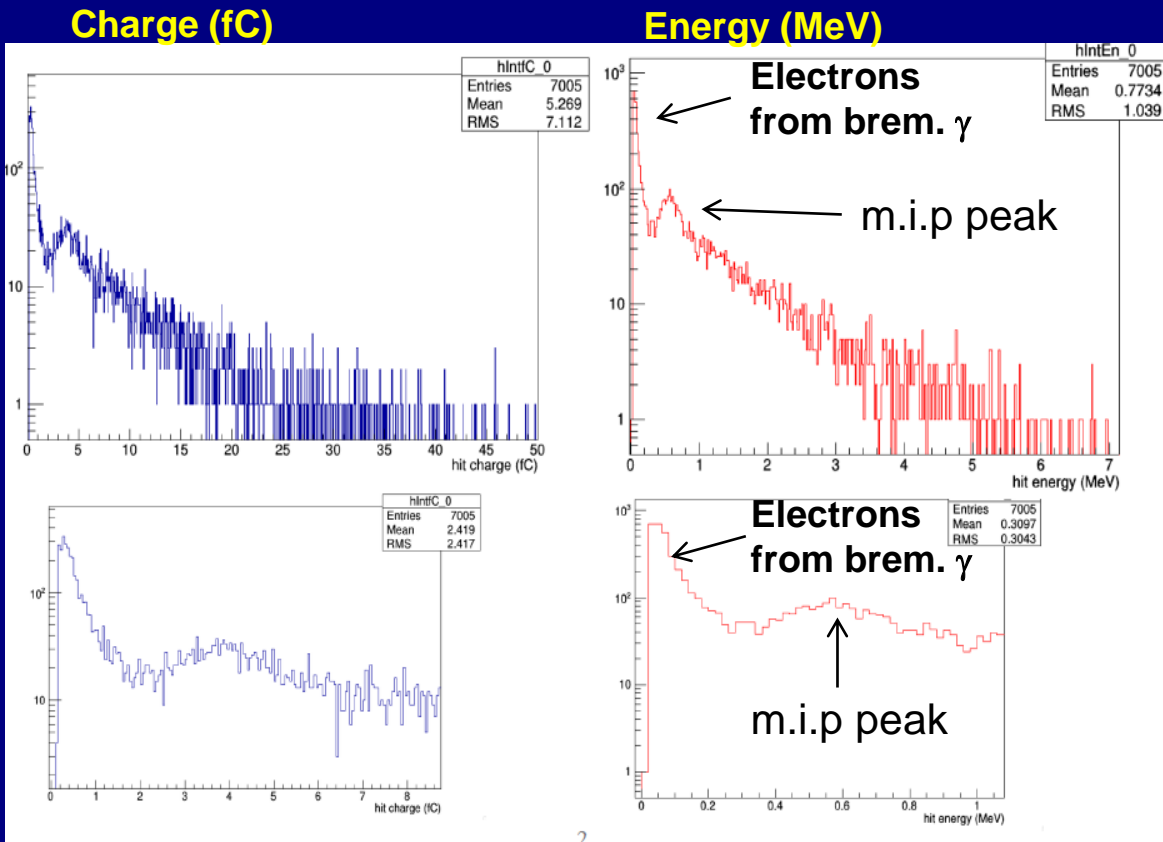 Charge (fC)
Energy (MeV)
hIntfC_0
Entries 7005
Mean 5.269
RMS 7.112
10²
10
1
0 5 10 15 20 25 30 35 40 45 50
hit charge (fC)
hIntEn_0
Entries 7005
Mean 0.7734
RMS 1.039
Electrons
from brem. γ
m.i.p peak
10³
10²
10
1
0 1 2 3 4 5 6 7
hit energy (MeV)
hIntfC_0
Entries 7005
Mean 2.419
RMS 2.417
10²
10
0 1 2 3 4 5 6 7 8
hit charge (fC)
Entries 7005
Mean 0.3097
RMS 0.3043
Electrons
from brem. γ
m.i.p peak
10³
10²
10
1
0 0.2 0.4 0.6 0.8 1
hit energy (MeV)